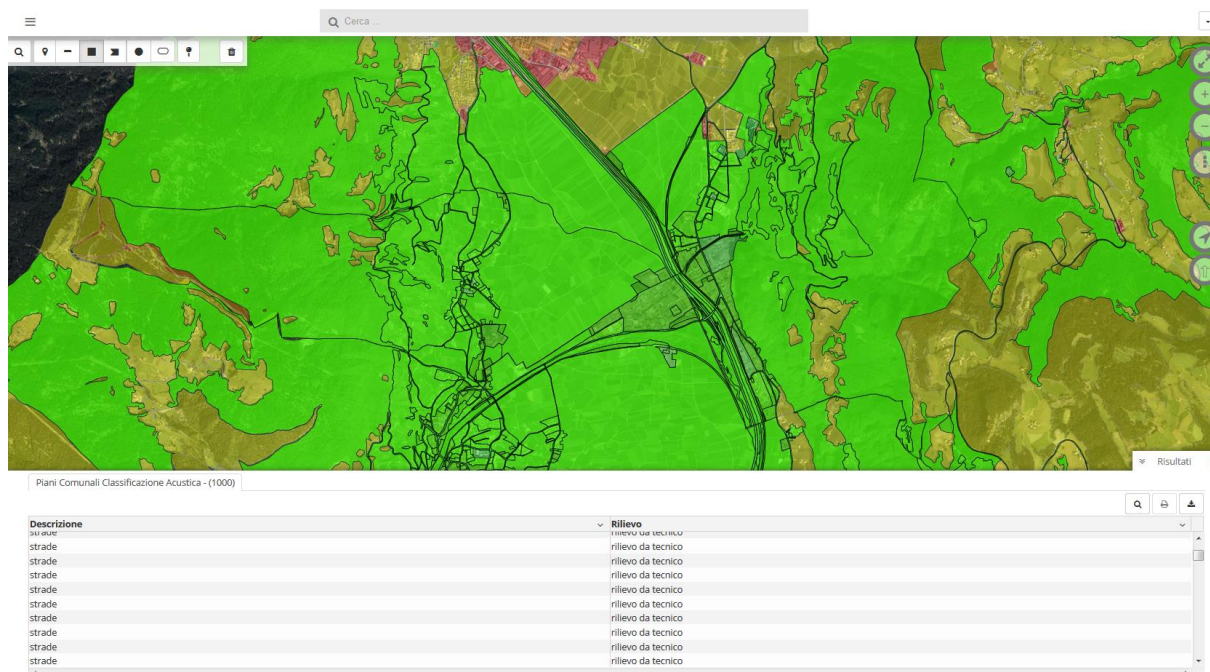 Cerca ...
Risultati
Piani Comunali Classificazione Acustica - (1000)
Descrizione Rilievo
strade rilievo da tecnico
strade rilievo da tecnico
strade rilievo da tecnico
strade rilievo da tecnico
strade rilievo da tecnico
strade rilievo da tecnico
strade rilievo da tecnico
strade rilievo da tecnico
strade rilievo da tecnico
strade rilievo da tecnico